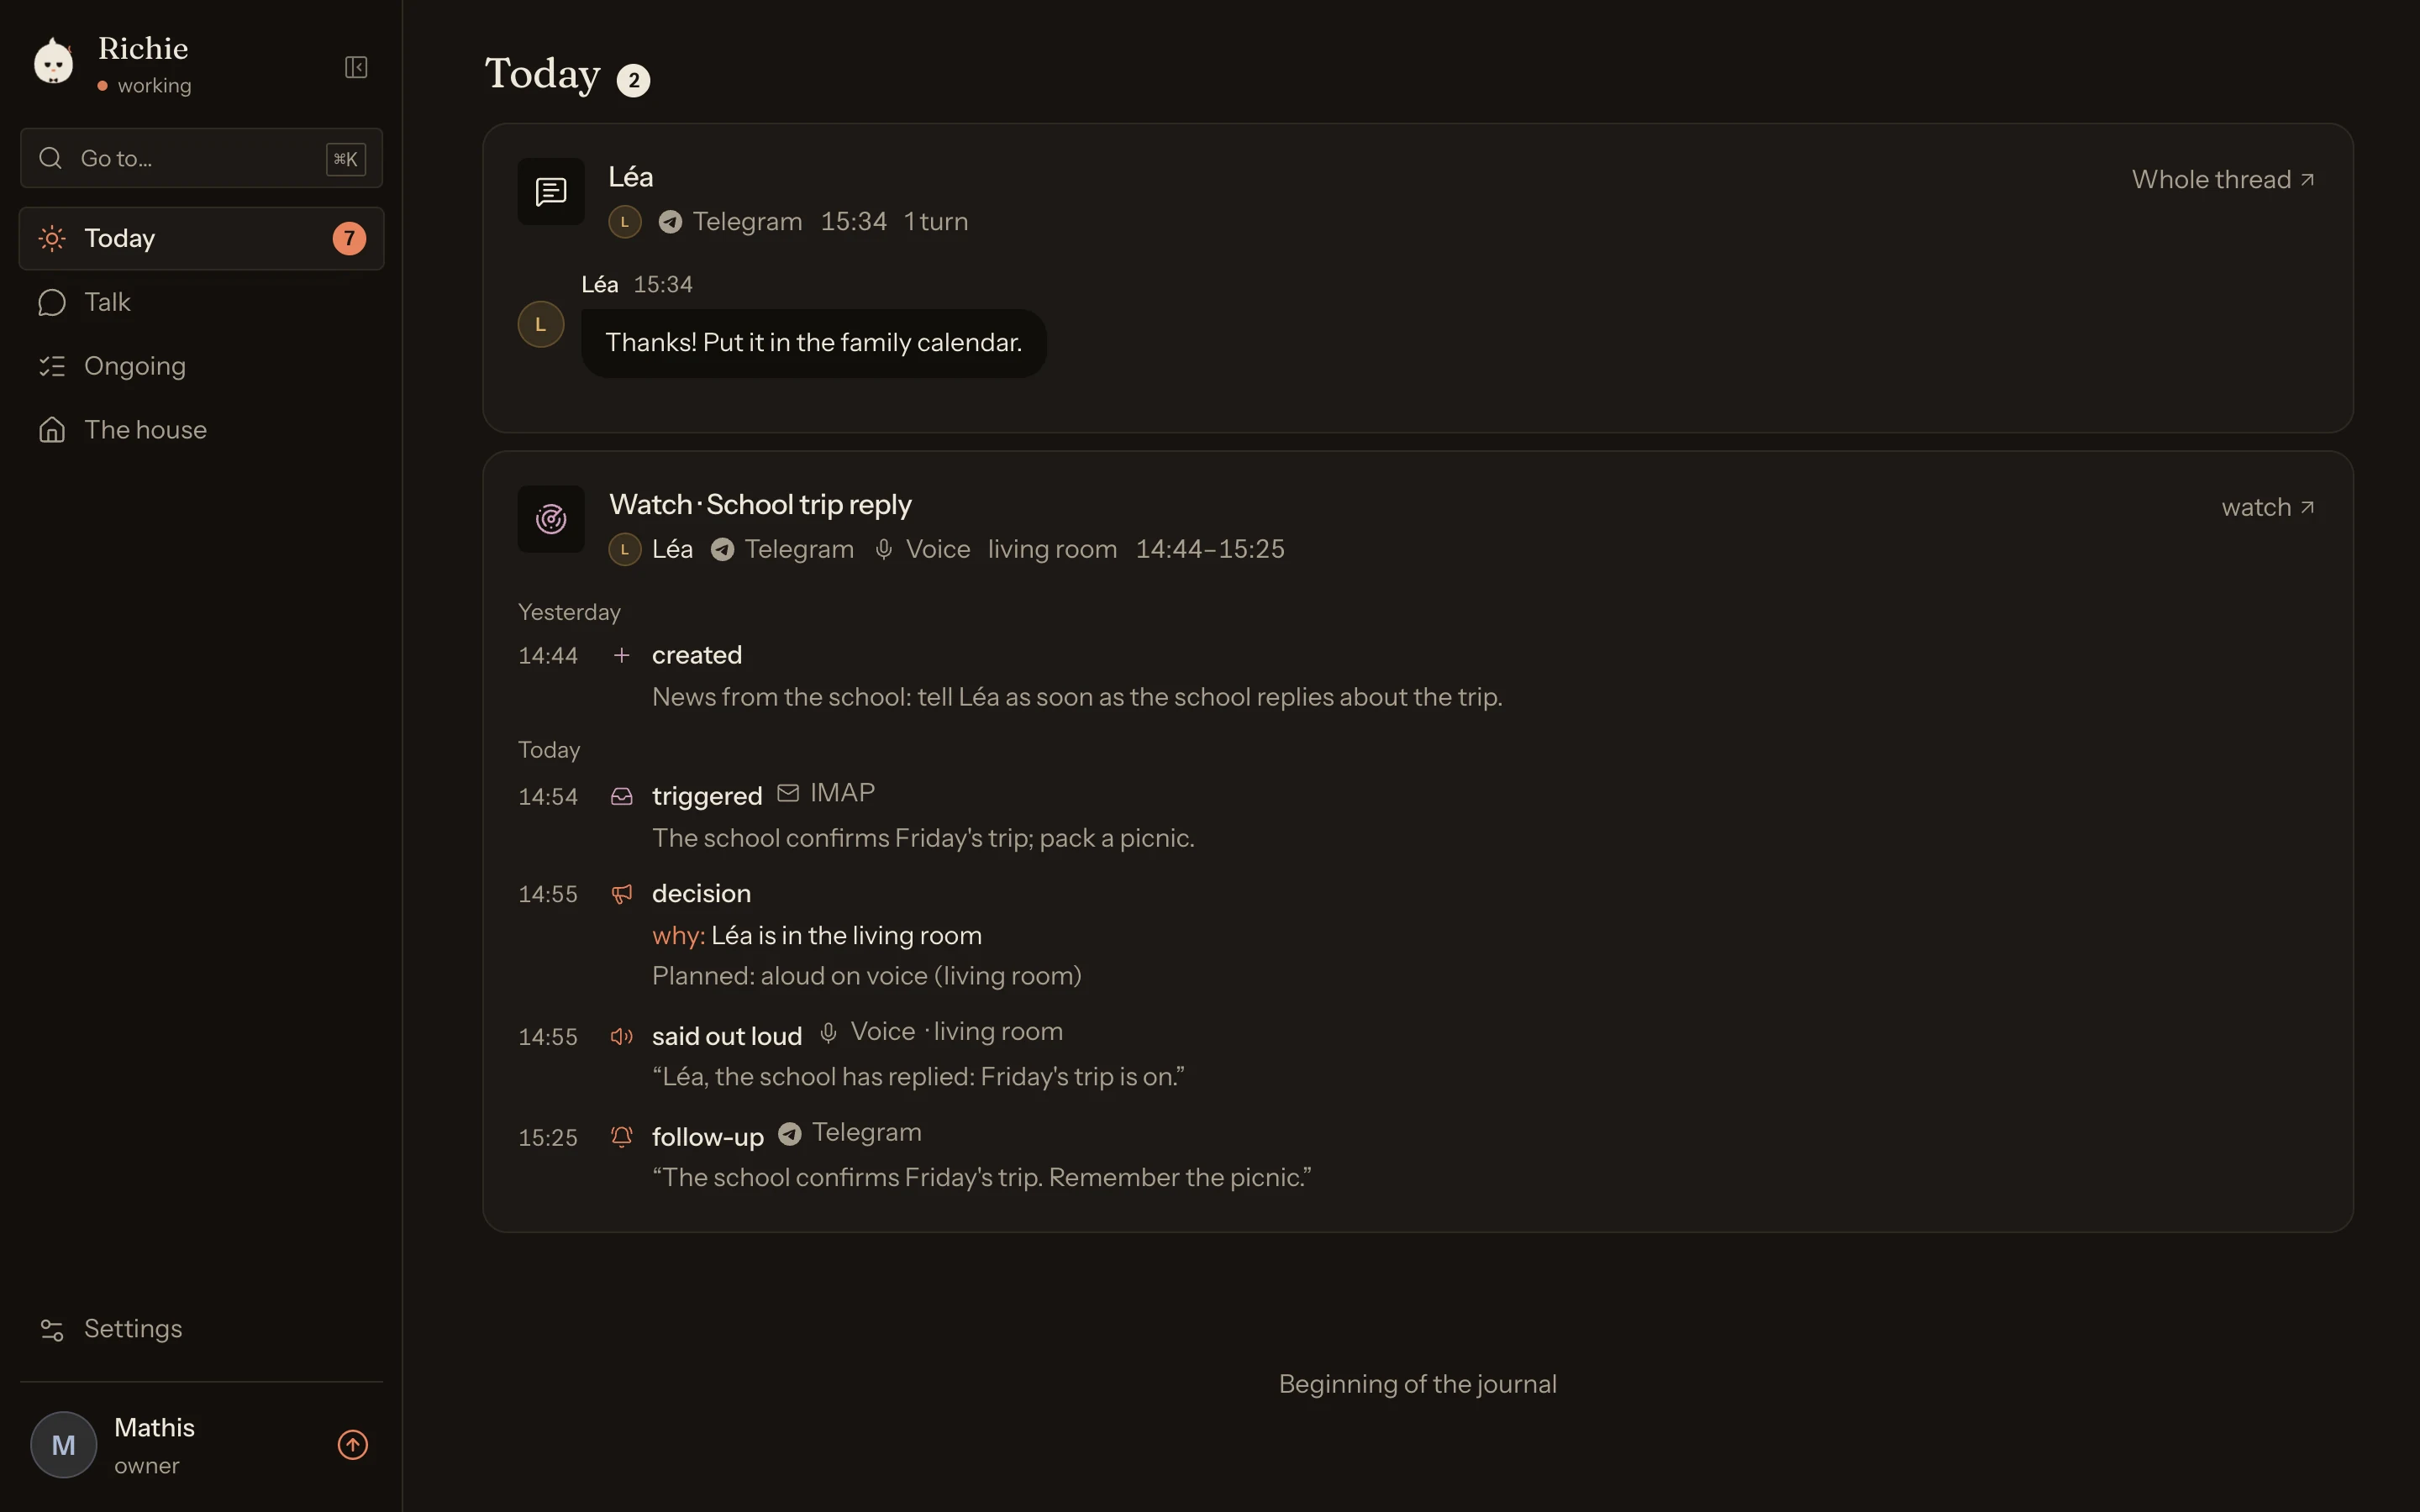 Richie
working
Go to...
⌘K
Today
7
Talk
Ongoing
The house
Settings
M
Mathis
owner
Today 2
Léa
Whole thread
L Telegram 15:34 1 turn
Léa 15:34
L
Thanks! Put it in the family calendar.
Watch · School trip reply
watch
L Léa Telegram Voice living room 14:44–15:25
Yesterday
14:44 created
News from the school: tell Léa as soon as the school replies about the trip.
Today
14:54 triggered IMAP
The school confirms Friday's trip; pack a picnic.
14:55 decision
why: Léa is in the living room
Planned: aloud on voice (living room)
14:55 said out loud Voice · living room
“Léa, the school has replied: Friday's trip is on.”
15:25 follow-up Telegram
“The school confirms Friday's trip. Remember the picnic.”
Beginning of the journal